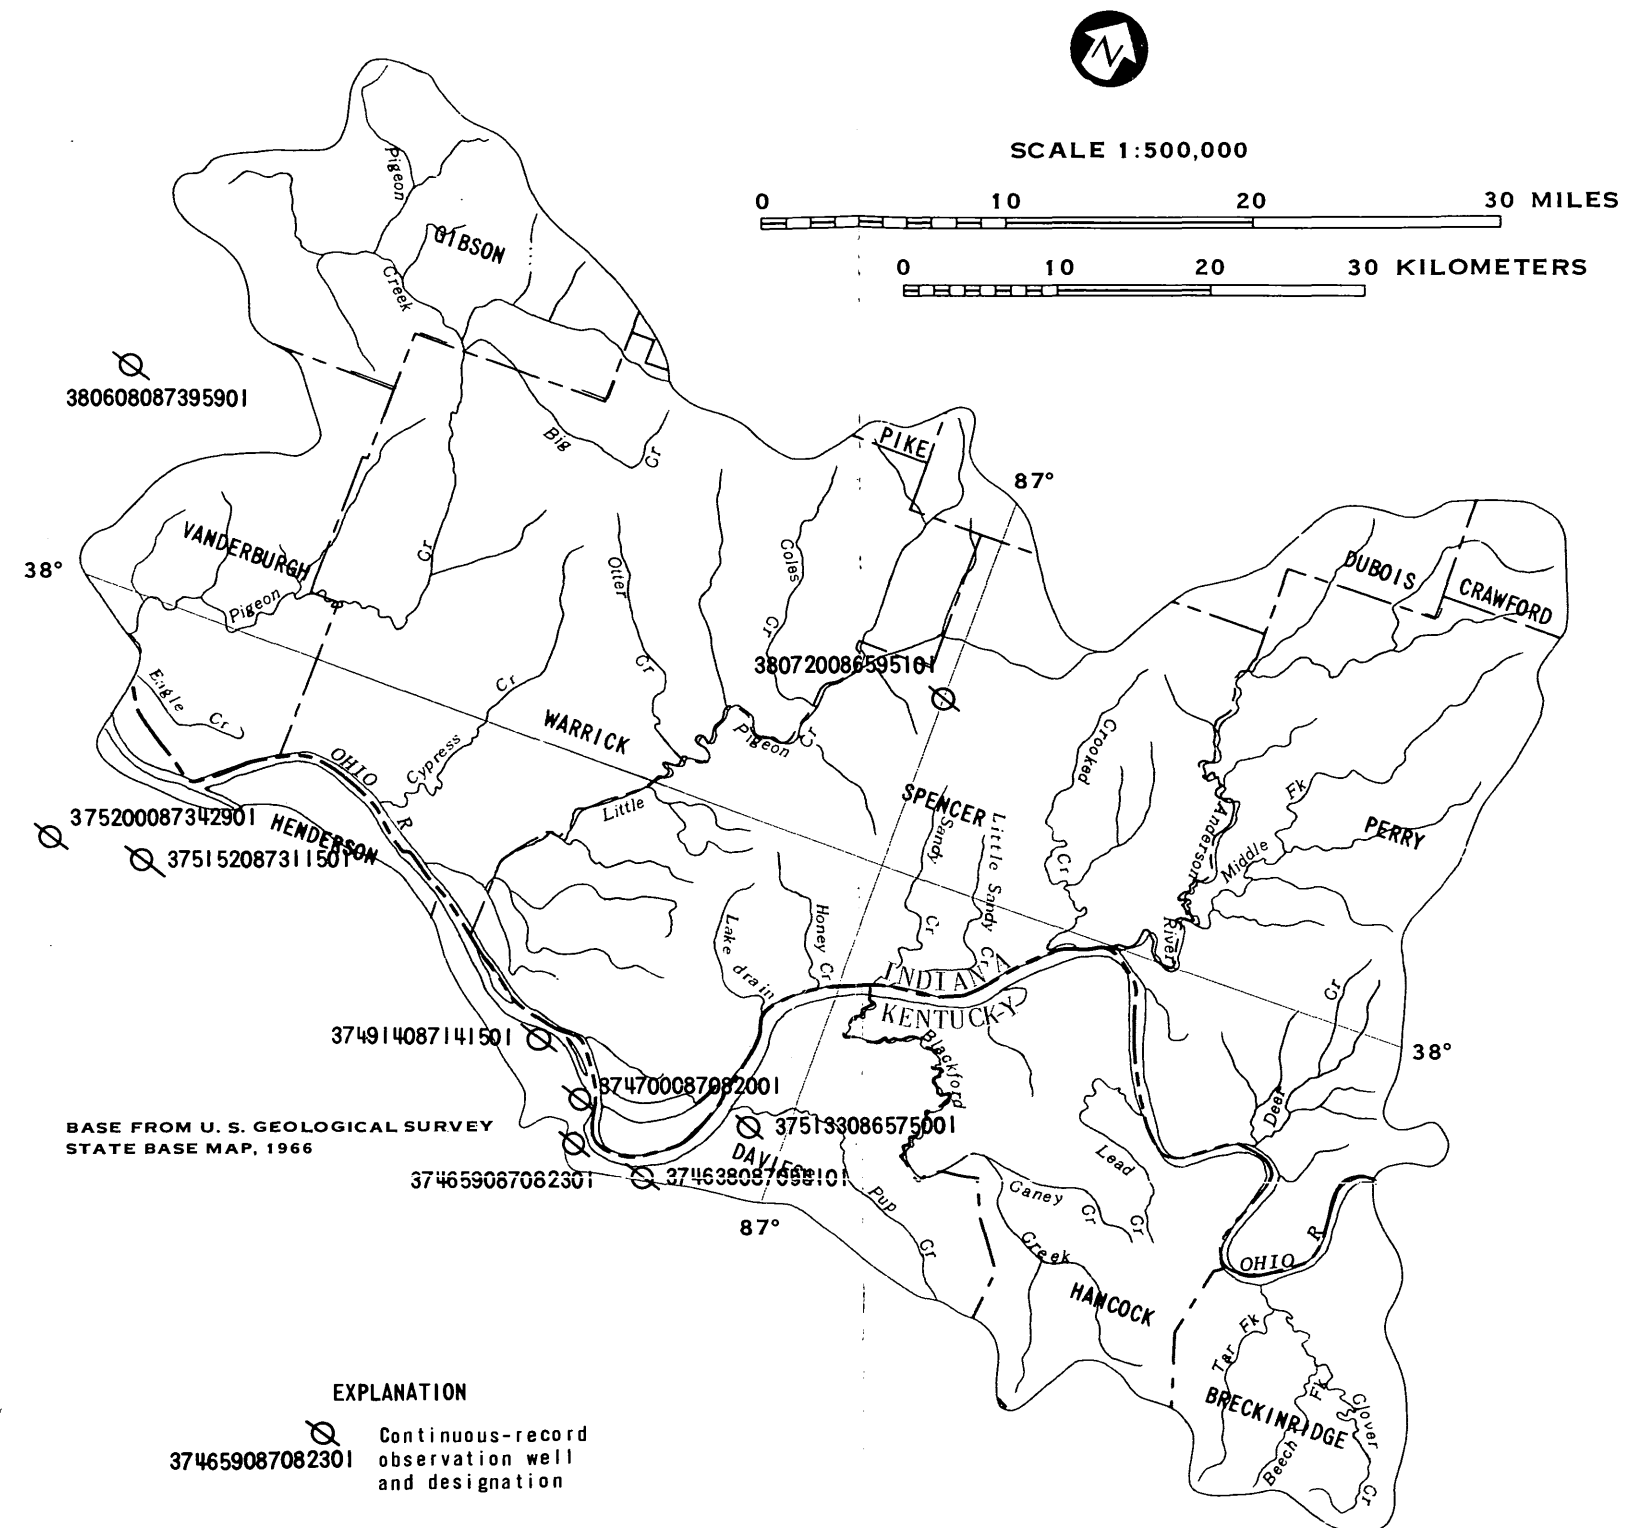 N
SCALE 1:500,000
0 10 20 30 MILES
0 10 20 30 KILOMETERS
Pigeon
GIBSON
Creek
380608087395901
Big
Cr
PIKE
87°
VANDERBURGH
Cr
Coles
Cr
Otter
Cr
DUBOIS
CRAWFORD
38°
Pigeon
380720086595101
Eagle Cr
Cr
Cypress
WARRICK
Pigeon
Cr
Crooked
Cr
OHIO
R
Little
SPENCER
Sandy
Cr
Little Sandy Cr
Anderson
River
Middle
Fk
PERRY
375200087342901
HENDERSON
375152087311501
Lake drain
Honey Cr
INDIANA
KENTUCKY
Cr
Deer
38°
374914087141501
Blackford
374700087082001
BASE FROM U. S. GEOLOGICAL SURVEY
STATE BASE MAP, 1966
375133086575001
DAVIESS
374659087082301
Lead
Cr
Caney
Cr
Pup
Cr
87°
Creek
OHIO
R
HANCOCK
Tar
Fk
BRECKINRIDGE
Beech
Fk
Clover
Cr
EXPLANATION
Continuous-record
374659087082301 observation well
and designation